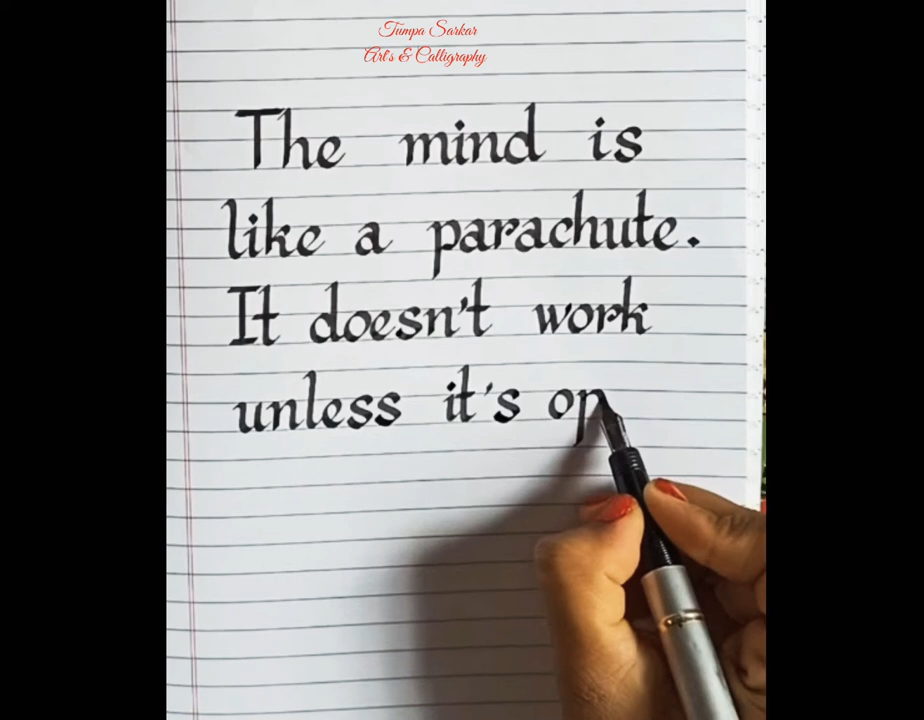 Tumpa Sarkar
Art's & Calligraphy
The mind is
like a parachute.
It doesn't work
unless it's op